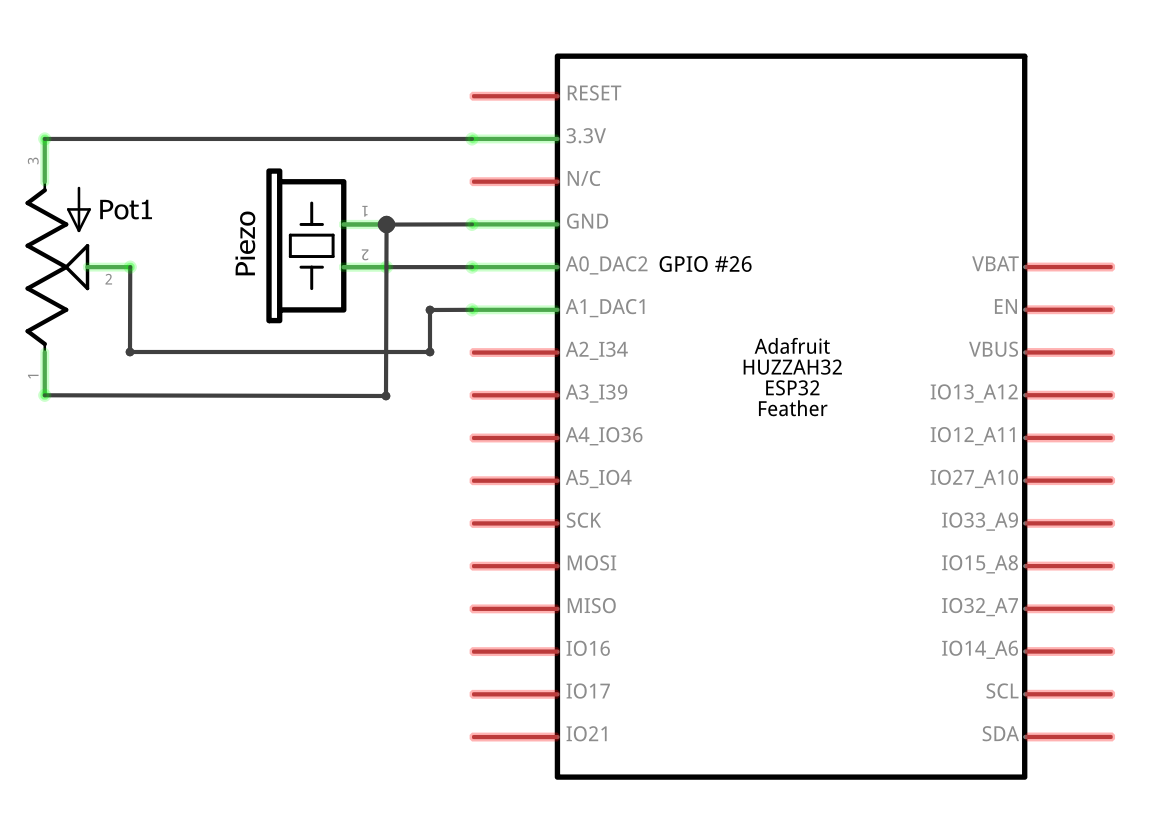 RESET
3.3V
N/C
GND
A0_DAC2 GPIO #26
A1_DAC1
A2_I34
A3_I39
A4_IO36
A5_IO4
SCK
MOSI
MISO
IO16
IO17
IO21
3
Pot1
2
1
Piezo
1
2
Adafruit
HUZZAH32
ESP32
Feather
VBAT
EN
VBUS
IO13_A12
IO12_A11
IO27_A10
IO33_A9
IO15_A8
IO32_A7
IO14_A6
SCL
SDA